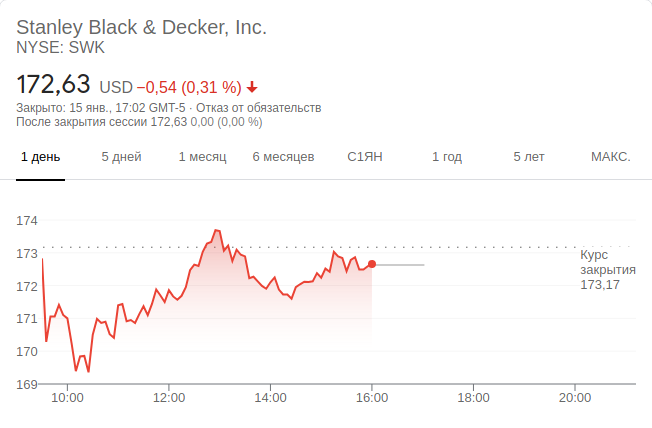 Stanley Black & Decker, Inc.
NYSE: SWK
172,63 USD −0,54 (0,31 %)
Закрыто: 15 янв., 17:02 GMT-5 · Отказ от обязательств
После закрытия сессии 172,63 0,00 (0,00 %)
1 день 5 дней 1 месяц 6 месяцев С1ЯН 1 год 5 лет МАКС.
174
173
172
171
170
169
Курс
закрытия
173,17
10:00 12:00 14:00 16:00 18:00 20:00